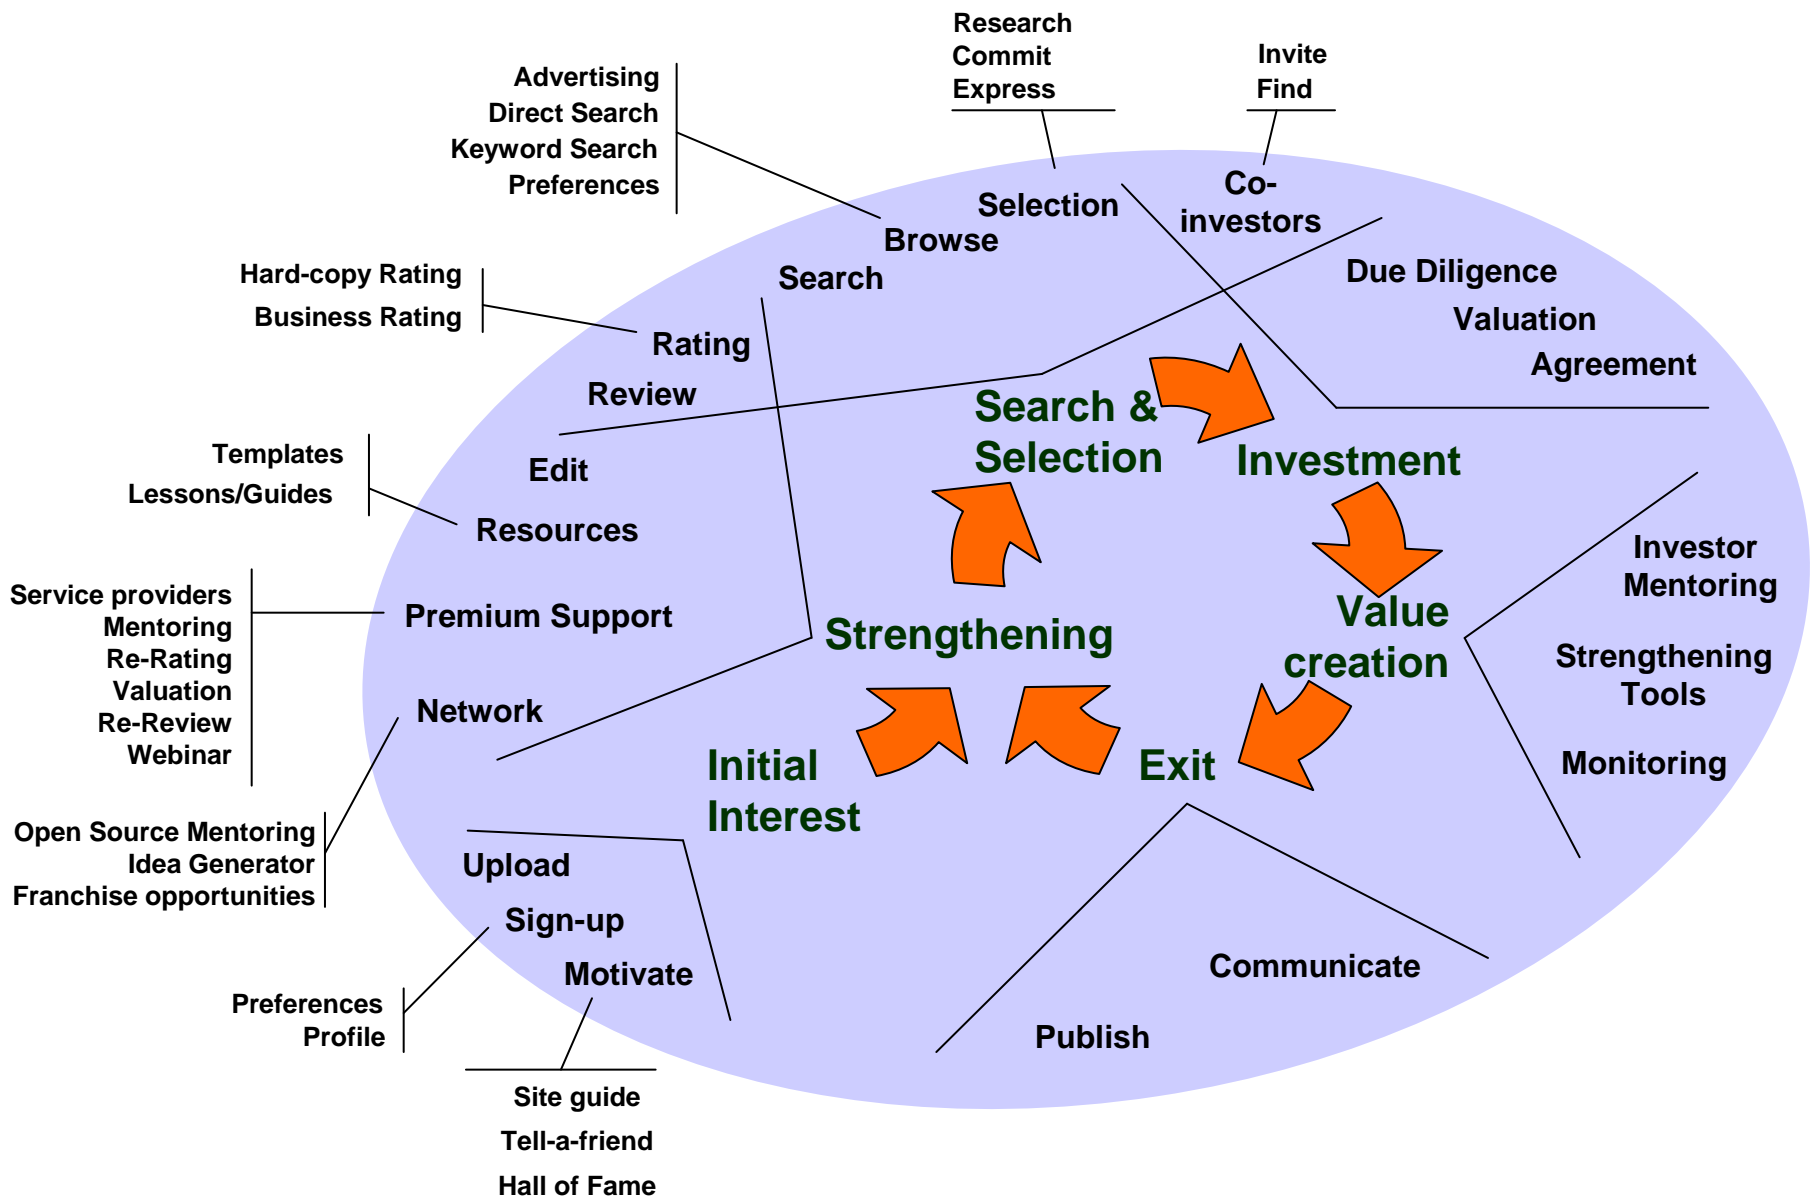 Research
Commit
Express
Invite
Find
Advertising
Direct Search
Keyword Search
Preferences
Co-
investors
Selection
Browse
Search
Due Diligence
Valuation
Agreement
Hard-copy Rating
Business Rating
Rating
Review
Search &
Selection
Investment
Templates
Lessons/Guides
Edit
Resources
Investor
Mentoring
Service providers
Mentoring
Re-Rating
Valuation
Re-Review
Webinar
Premium Support
Strengthening
Value
creation
Strengthening
Tools
Network
Initial
Interest
Exit
Monitoring
Open Source Mentoring
Idea Generator
Franchise opportunities
Upload
Sign-up
Motivate
Communicate
Publish
Preferences
Profile
Site guide
Tell-a-friend
Hall of Fame